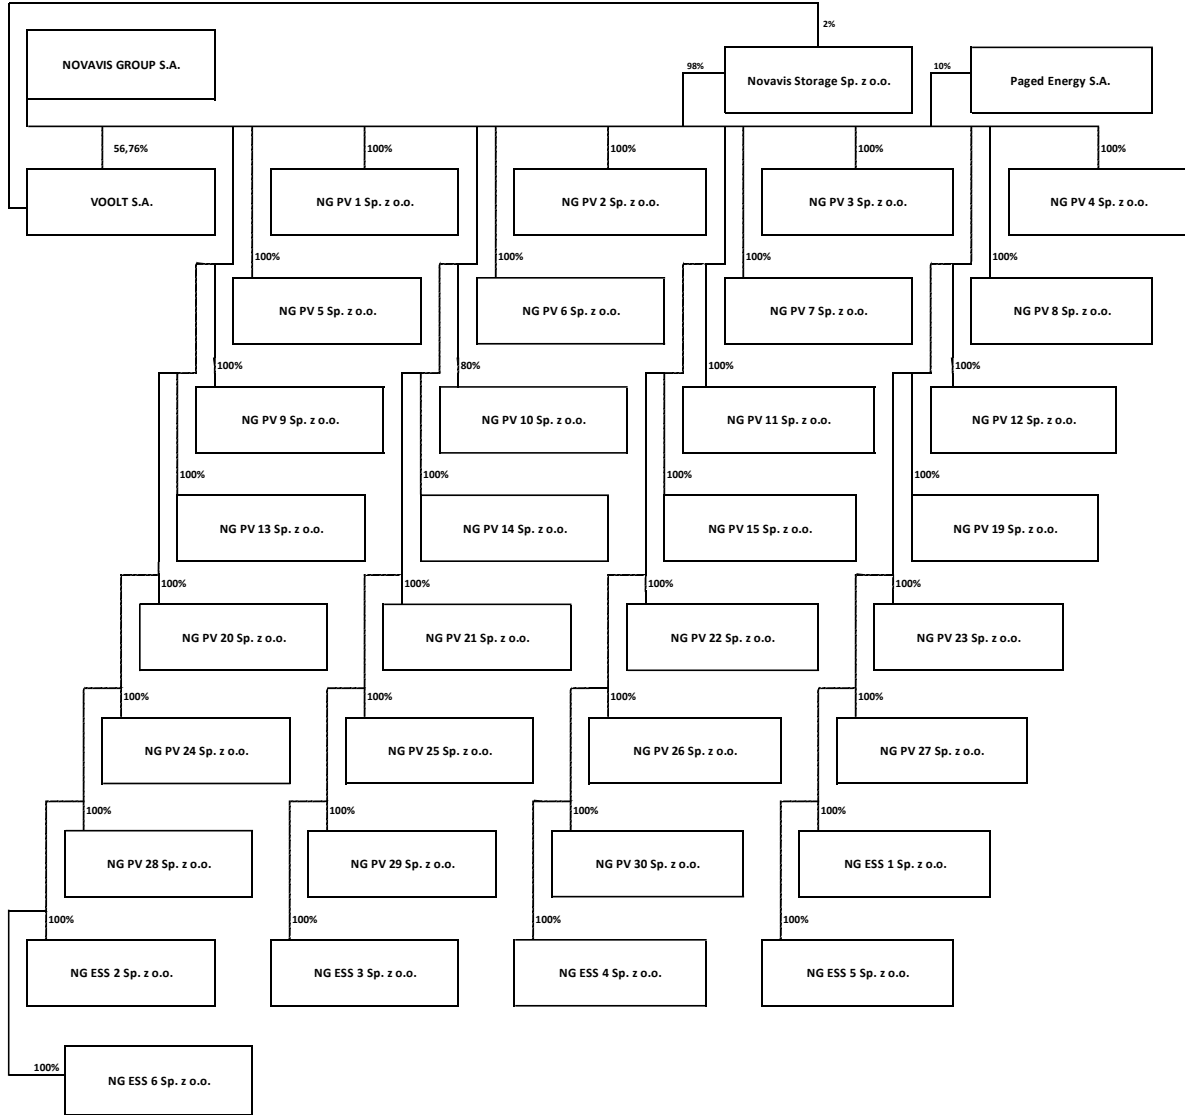 2%
NOVAVIS GROUP S.A.
98%
Novavis Storage Sp. z o.o.
10%
Paged Energy S.A.
56,76%
100%
100%
100%
100%
VOOLT S.A.
NG PV 1 Sp. z o.o.
NG PV 2 Sp. z o.o.
NG PV 3 Sp. z o.o.
NG PV 4 Sp. z o.o.
100%
100%
100%
100%
NG PV 5 Sp. z o.o.
NG PV 6 Sp. z o.o.
NG PV 7 Sp. z o.o.
NG PV 8 Sp. z o.o.
100%
80%
100%
100%
NG PV 9 Sp. z o.o.
NG PV 10 Sp. z o.o.
NG PV 11 Sp. z o.o.
NG PV 12 Sp. z o.o.
100%
100%
100%
100%
NG PV 13 Sp. z o.o.
NG PV 14 Sp. z o.o.
NG PV 15 Sp. z o.o.
NG PV 19 Sp. z o.o.
100%
100%
100%
100%
NG PV 20 Sp. z o.o.
NG PV 21 Sp. z o.o.
NG PV 22 Sp. z o.o.
NG PV 23 Sp. z o.o.
100%
100%
100%
100%
NG PV 24 Sp. z o.o.
NG PV 25 Sp. z o.o.
NG PV 26 Sp. z o.o.
NG PV 27 Sp. z o.o.
100%
100%
100%
100%
NG PV 28 Sp. z o.o.
NG PV 29 Sp. z o.o.
NG PV 30 Sp. z o.o.
NG ESS 1 Sp. z o.o.
100%
100%
100%
100%
NG ESS 2 Sp. z o.o.
NG ESS 3 Sp. z o.o.
NG ESS 4 Sp. z o.o.
NG ESS 5 Sp. z o.o.
100%
NG ESS 6 Sp. z o.o.